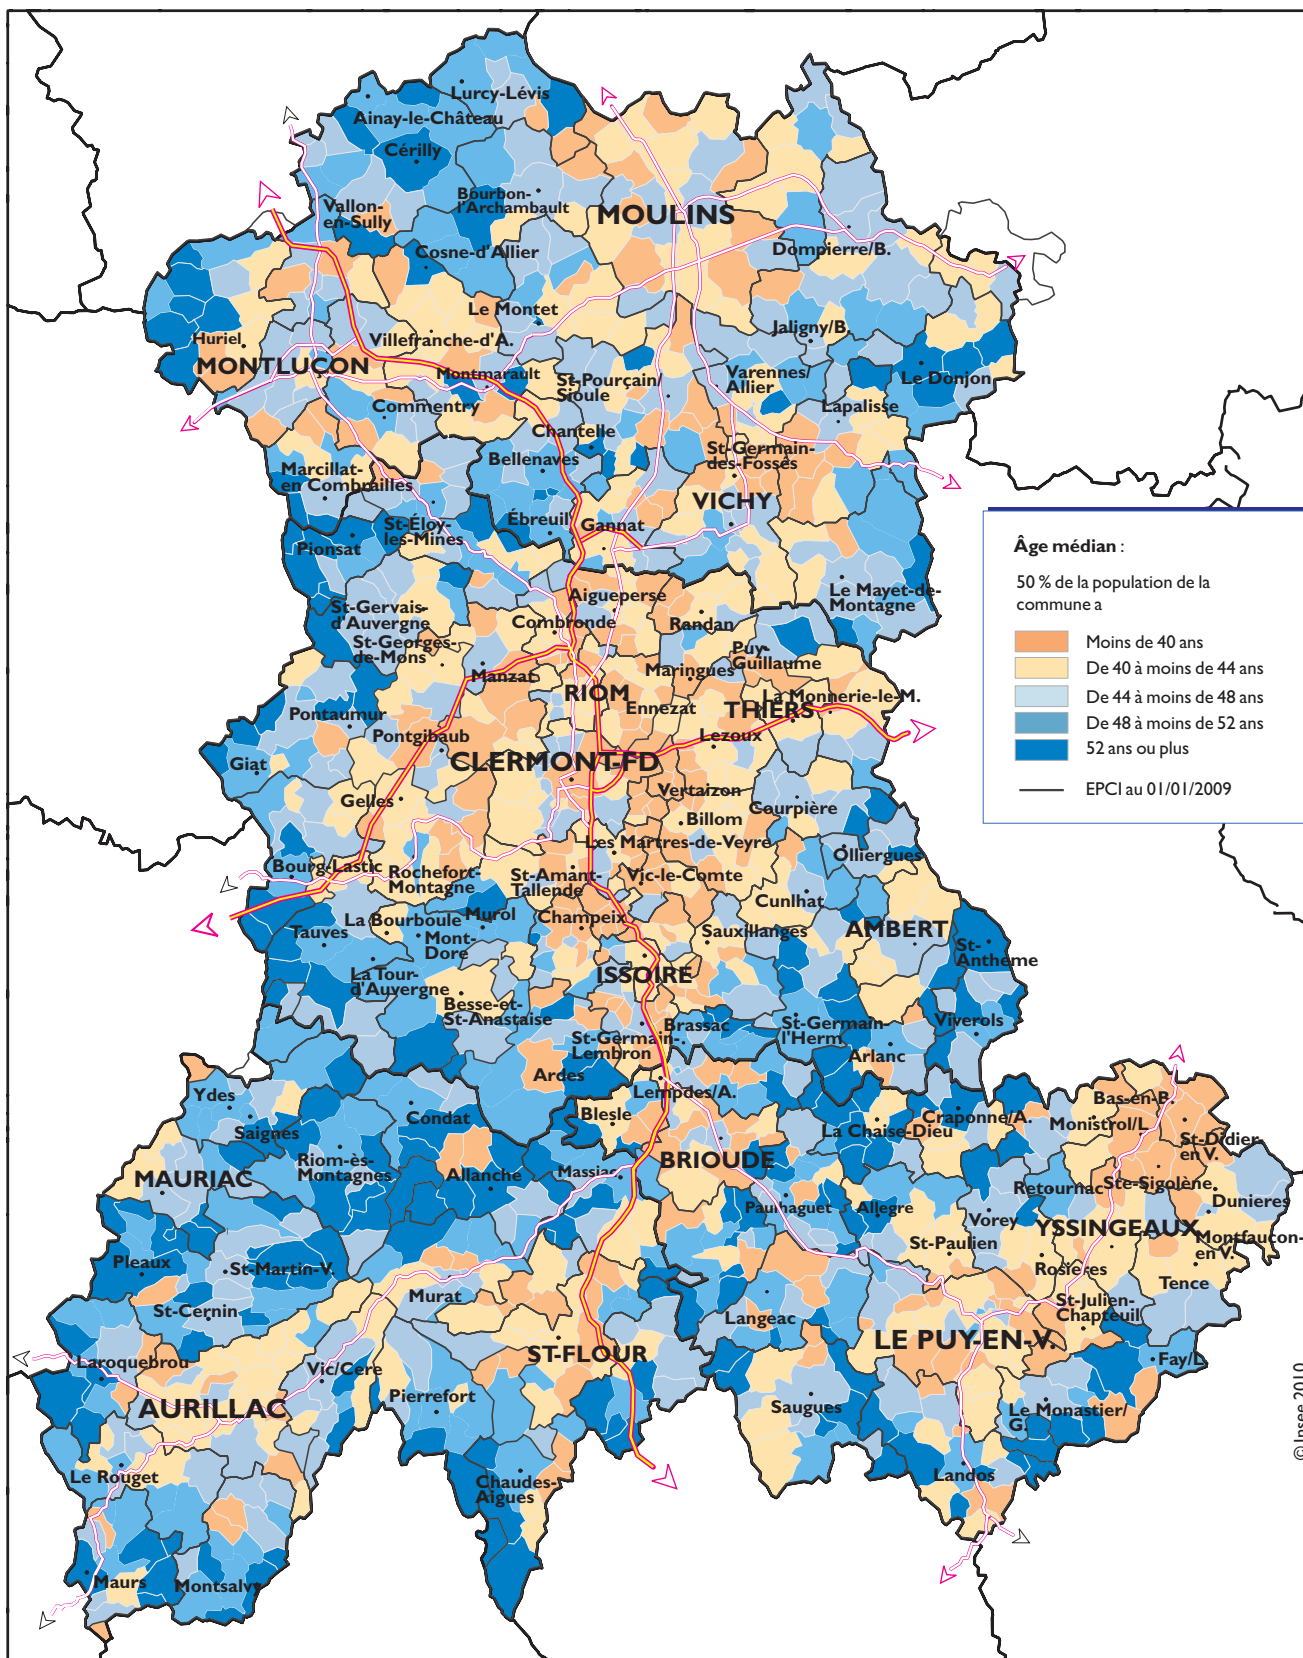 Lurcy-Lévis
Ainay-le-Château
Cérilly
Bourbon-
l'Archambault
Vallon-
en-Sully
MOULINS
Cosne-d'Allier
Dompierre/B.
Le Montet
Huriel
Villefranche-d'A.
Jaligny/B.
MONTLUÇON
Montmarault
St-Pourçain/
Sioule
Varennes/
Allier
Le Donjon
Commentry
Lapalisse
Chantelle
St-Germain-
des-Fossés
Bellenaves
Marcillat-
en Combrailles
VICHY
Ébreuil
Gannat
St-Éloy-
les-Mines
Pionsat
Le Mayet-de-
Montagne
Aigueperse
St-Gervais-
d'Auvergne
Combronde
Randan
St-Georges-
de-Mons
Puy-
Guillaume
Maringues
Manzat
RIOM
La Monnerie-le-M.
Ennezat
THIERS
Pontaumur
Pontgibaub
Lezoux
Giat
CLERMONT-FD
Vertaizon
Gelles
Courpière
Billom
Les Martres-de-Veyre
Olliergues
Bourg-Lastic
Rochefort-
Montagne
St-Amant-
Tallende
Vic-le-Comte
Cunlhat
La Bourboule
Murol
Champeix
AMBERT
Tauves
Mont-
Dore
Sauxillanges
St-
Anthème
La Tour-
d'Auvergne
ISSOIRE
Besse-et-
St-Anastaise
Brassac
St-Germain-
l'Herm
Viverols
St-Germain-
Lembron
Arlanc
Ardes
Ydes
Lempdes/A.
Bas-en-B.
Condat
Blesle
Craponne/A.
Monistrol/L
Saignes
La Chaise-Dieu
St-Didier-
en V.
Riom-ès-
Montagnes
BRIOUDE
MAURIAC
Allanche
Massiac
Retournac
Ste-Sigolène
Dunieres
Paulhaguet
Allegre
Vorey
YSSINGEAUX
Montfaucon-
en V.
St-Paulien
Pleaux
St-Martin-V.
Rosières
Tence
Murat
St-Cernin
St-Julien-
Chapteuil
Langeac
LE PUY-EN-V.
ST-FLOUR
Laroquebrou
Vic/Cere
Fay/L
Pierrefort
AURILLAC
Saugues
Le Monastier/
G.
Le Rouget
Landos
Chaudes-
Aigues
Maurs
Montsalvy
Âge médian :
50 % de la population de la
commune a
Moins de 40 ans
De 40 à moins de 44 ans
De 44 à moins de 48 ans
De 48 à moins de 52 ans
52 ans ou plus
EPCI au 01/01/2009
© Insee 2010